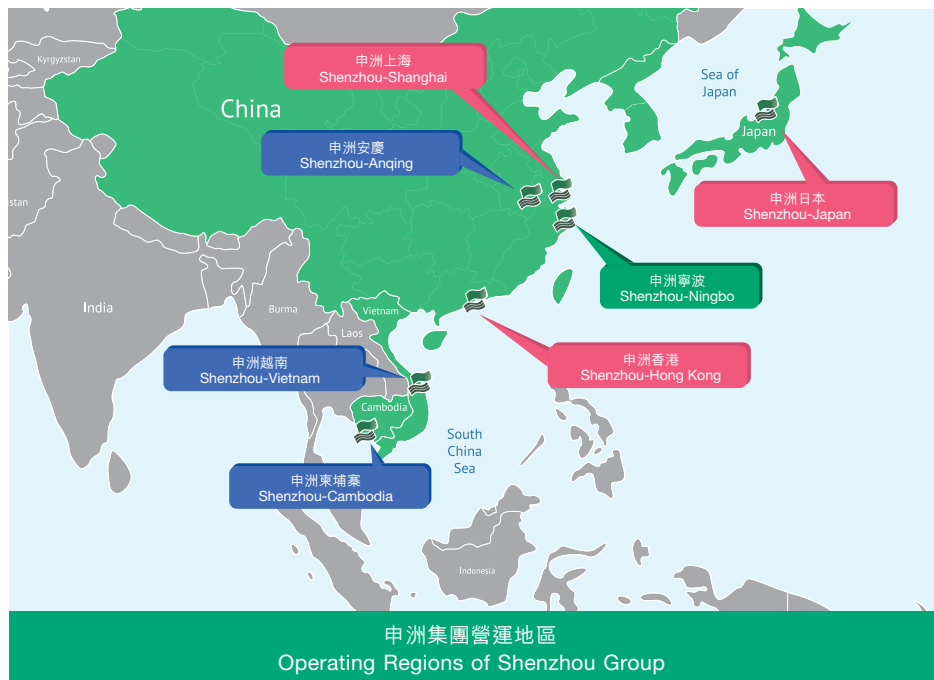 Kyrgyzstan
申洲上海
Shenzhou-Shanghai
Sea of
Japan
China
Japan
申洲安慶
Shenzhou-Anqing
stan
申洲日本
Shenzhou-Japan
申洲寧波
Shenzhou-Ningbo
India
Burma
Vietnam
Laos
申洲越南
Shenzhou-Vietnam
申洲香港
Shenzhou-Hong Kong
Cambodia
South
China
Sea
申洲柬埔寨
Shenzhou-Cambodia
Indonesia
申洲集團營運地區
Operating Regions of Shenzhou Group